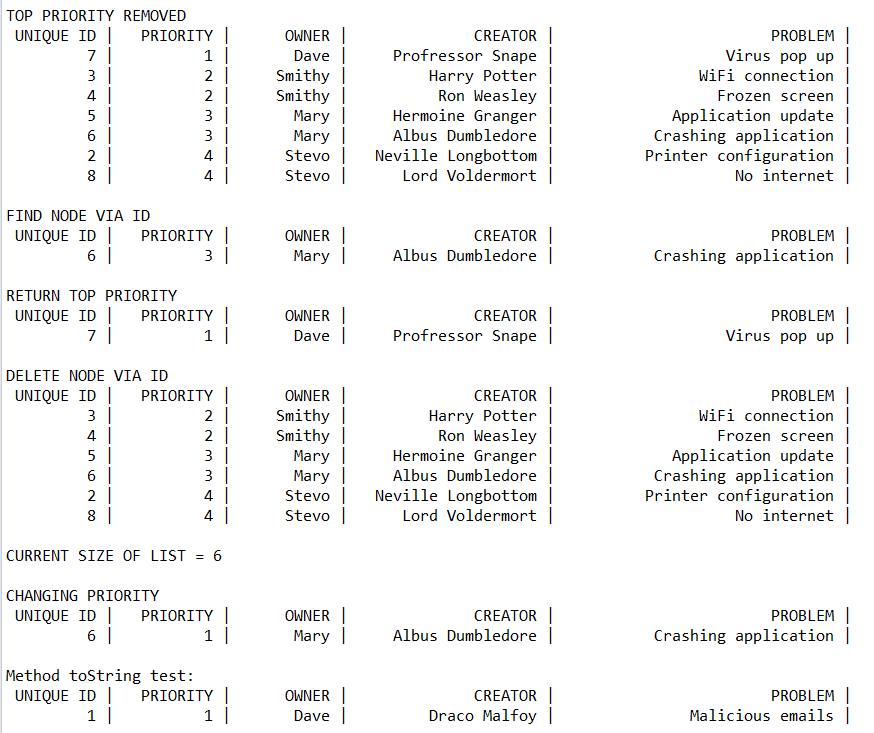 TOP PRIORITY REMOVED
UNIQUE ID | PRIORITY | OWNER | CREATOR | PROBLEM |
7 | 1 | Dave | Profressor Snape | Virus pop up |
3 | 2 | Smithy | Harry Potter | WiFi connection |
4 | 2 | Smithy | Ron Weasley | Frozen screen |
5 | 3 | Mary | Hermoine Granger | Application update |
6 | 3 | Mary | Albus Dumbledore | Crashing application |
2 | 4 | Stevo | Neville Longbottom | Printer configuration |
8 | 4 | Stevo | Lord Voldermort | No internet |
FIND NODE VIA ID
UNIQUE ID | PRIORITY | OWNER | CREATOR | PROBLEM |
6 | 3 | Mary | Albus Dumbledore | Crashing application |
RETURN TOP PRIORITY
UNIQUE ID | PRIORITY | OWNER | CREATOR | PROBLEM |
7 | 1 | Dave | Profressor Snape | Virus pop up |
DELETE NODE VIA ID
UNIQUE ID | PRIORITY | OWNER | CREATOR | PROBLEM |
3 | 2 | Smithy | Harry Potter | WiFi connection |
4 | 2 | Smithy | Ron Weasley | Frozen screen |
5 | 3 | Mary | Hermoine Granger | Application update |
6 | 3 | Mary | Albus Dumbledore | Crashing application |
2 | 4 | Stevo | Neville Longbottom | Printer configuration |
8 | 4 | Stevo | Lord Voldermort | No internet |
CURRENT SIZE OF LIST = 6
CHANGING PRIORITY
UNIQUE ID | PRIORITY | OWNER | CREATOR | PROBLEM |
6 | 1 | Mary | Albus Dumbledore | Crashing application |
Method toString test:
UNIQUE ID | PRIORITY | OWNER | CREATOR | PROBLEM |
1 | 1 | Dave | Draco Malfoy | Malicious emails |